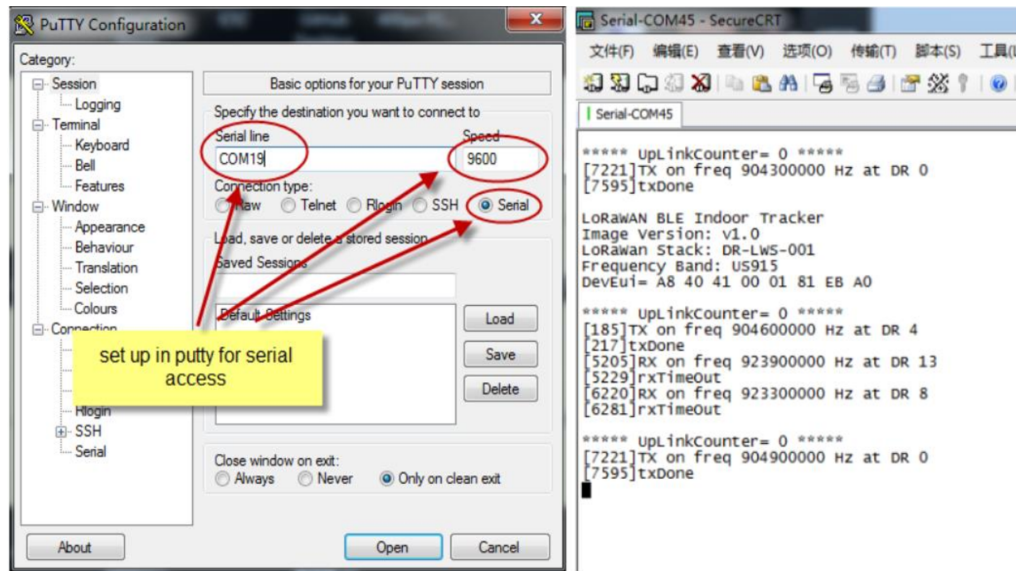 PuTTY Configuration
Category:
Session
Logging
Terminal
Keyboard
Bell
Features
Window
Appearance
Behaviour
Translation
Selection
Colours
Connection
Rlogin
SSH
Serial
Basic options for your PuTTY session
Specify the destination you want to connect to
Serial line Speed
COM19 9600
Connection type:
Raw Telnet Rlogin SSH Serial
Load, save or delete a stored session
Saved Sessions
Default Settings
Load
Save
Delete
set up in putty for serial
access
Close window on exit:
Always Never Only on clean exit
About Open Cancel
Serial-COM45 - SecureCRT
文件(F) 编辑(E) 查看(V) 选项(O) 传输(T) 脚本(S) 工具(L
Serial-COM45
***** UpLinkCounter= 0 *****
[7221]TX on freq 904300000 Hz at DR 0
[7595]txDone
LoRaWAN BLE Indoor Tracker
Image Version: v1.0
LoRaWan Stack: DR-LWS-001
Frequency Band: US915
DevEui= A8 40 41 00 01 81 EB A0
***** UpLinkCounter= 0 *****
[185]TX on freq 904600000 Hz at DR 4
[217]txDone
[5205]RX on freq 923900000 Hz at DR 13
[5229]rxTimeOut
[6220]RX on freq 923300000 Hz at DR 8
[6281]rxTimeOut
***** UpLinkCounter= 0 *****
[7221]TX on freq 904900000 Hz at DR 0
[7595]txDone